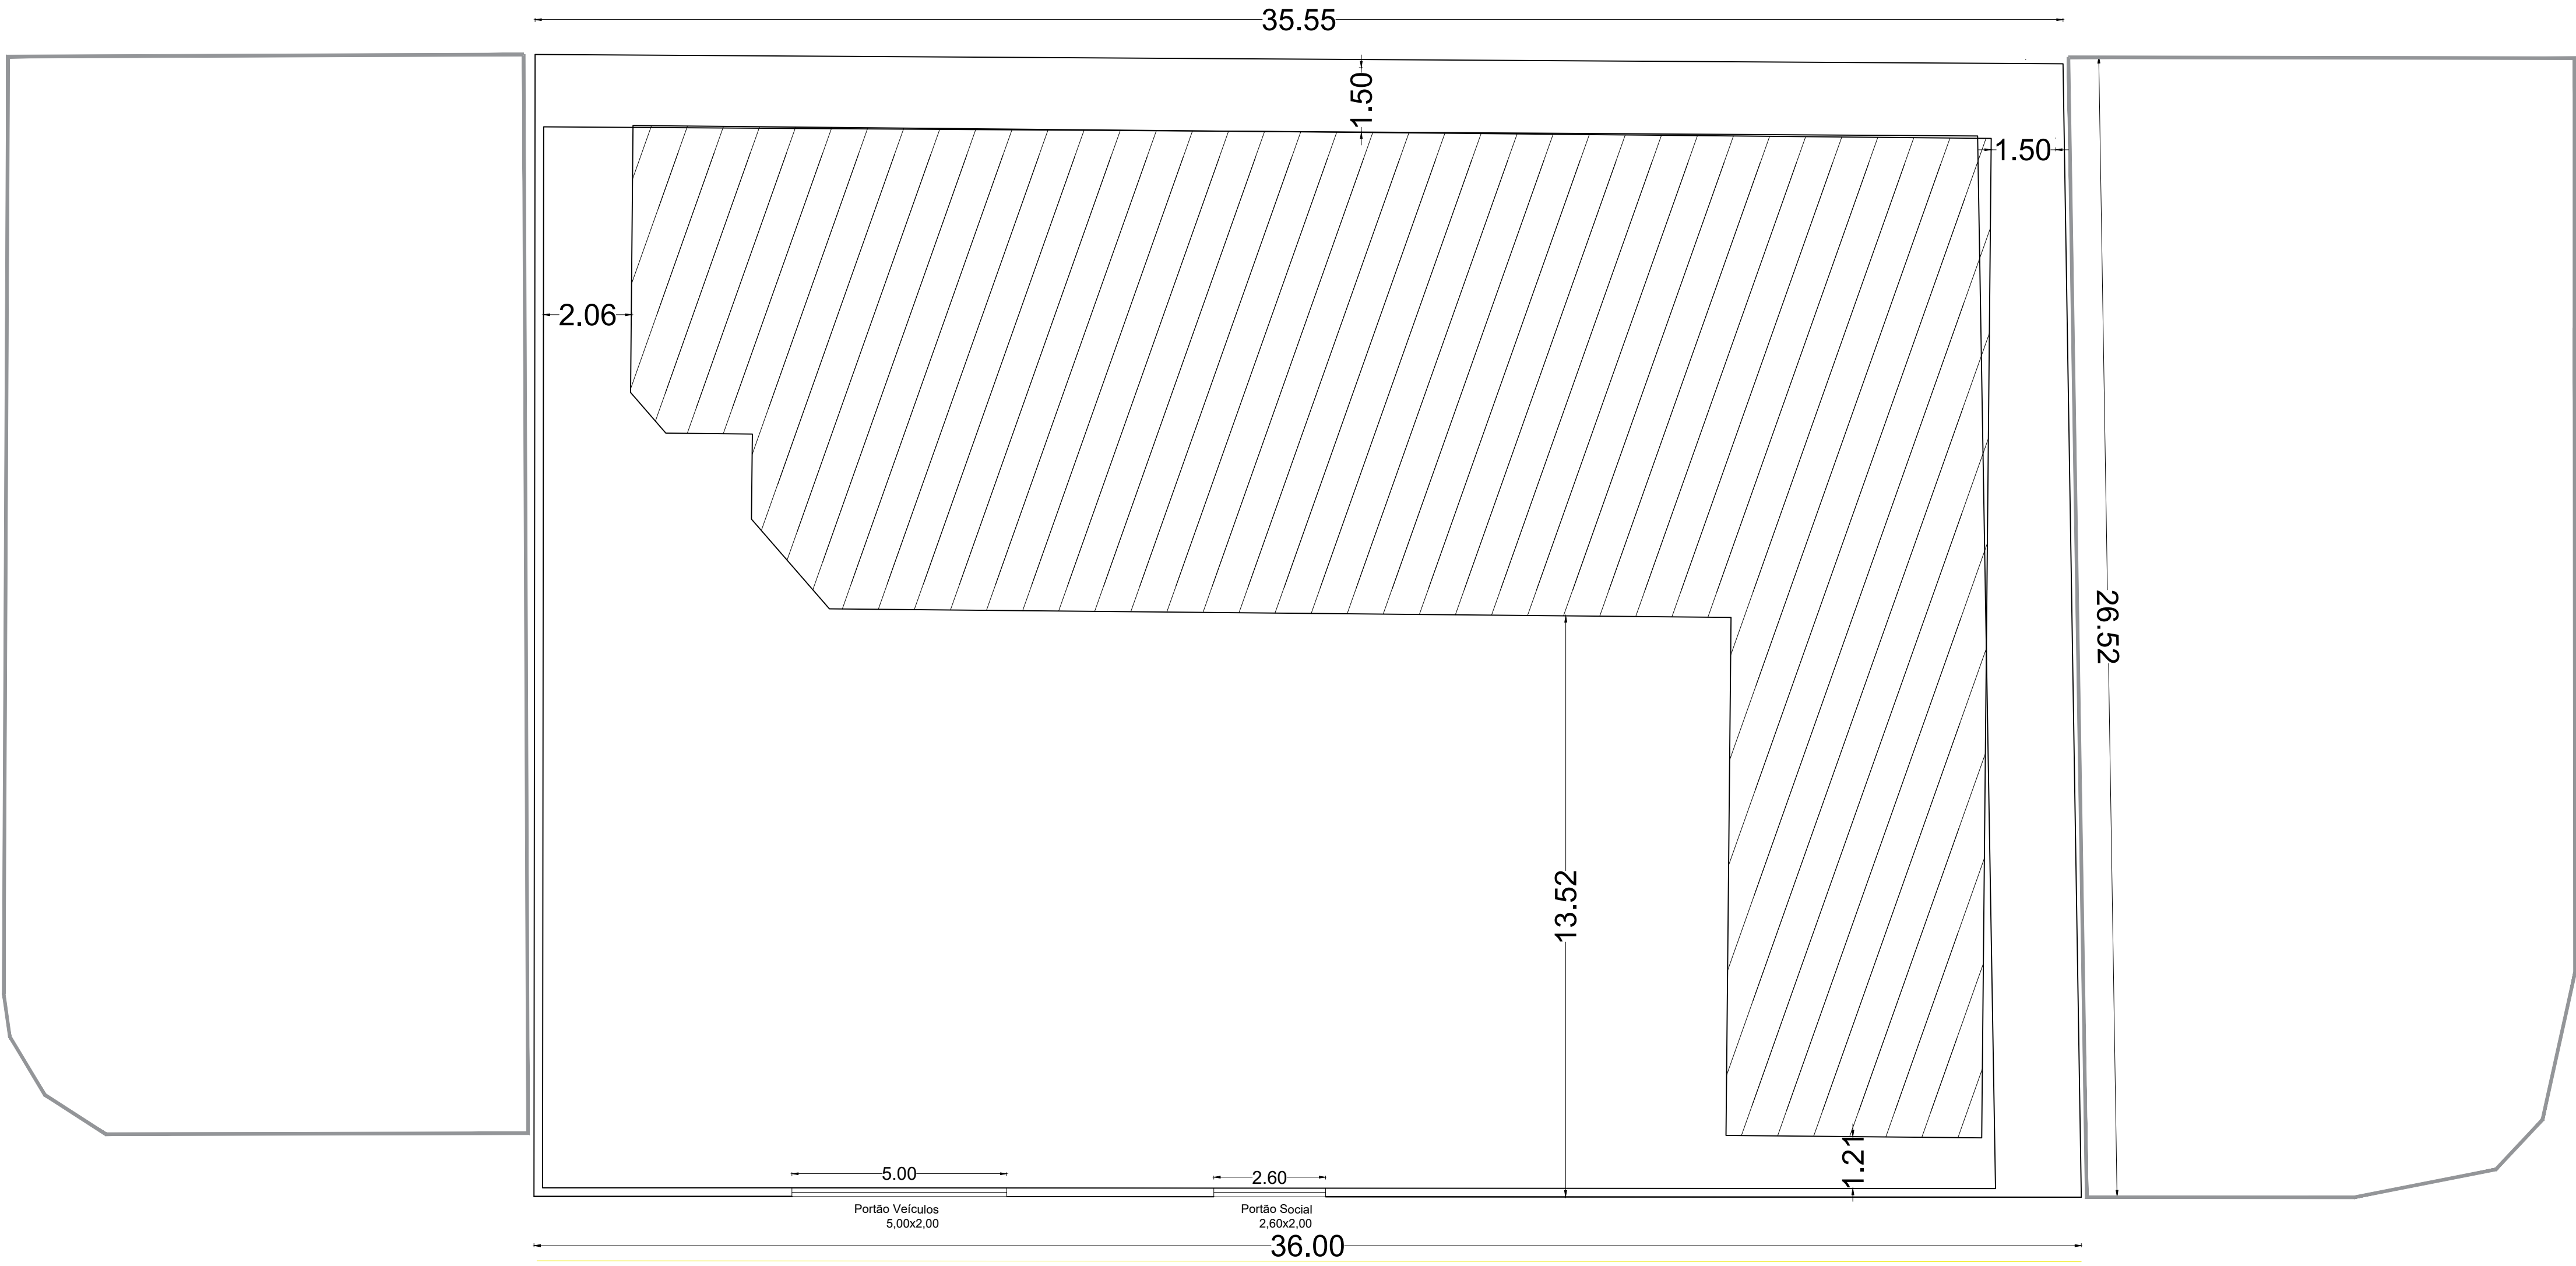 35.55
1.50
1.50
2.06
26.52
13.52
1.21
5.00
2.60
Portão Veículos
5,00x2,00
Portão Social
2,60x2,00
36.00